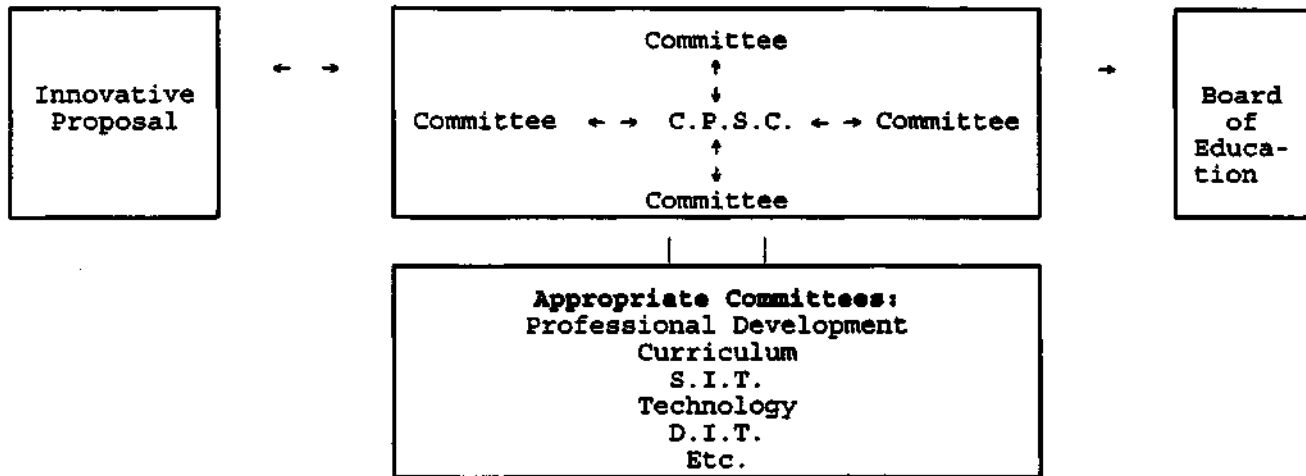 Innovative
Proposal
← →
Committee
↑
↓
Committee ← → C.P.S.C. ← → Committee
↑
↓
Committee
→
Board
of
Educa-
tion
Appropriate Committees:
Professional Development
Curriculum
S.I.T.
Technology
D.I.T.
Etc.